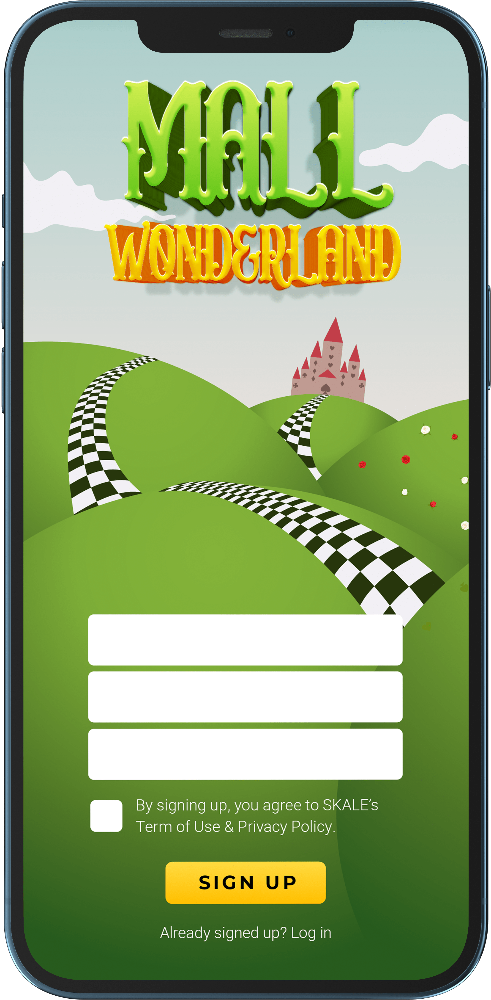 MALL
WONDERLAND
By signing up, you agree to SKALE’s
Term of Use & Privacy Policy.
SIGN UP
Already signed up? Log in